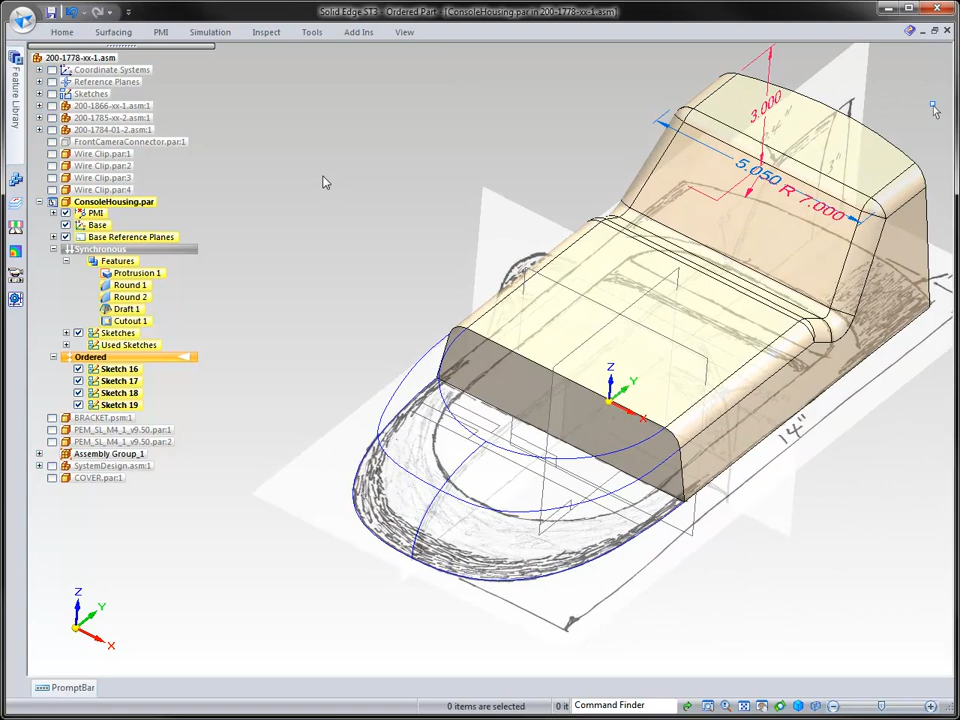 Solid Edge ST3 - Ordered Part - [ConsoleHousing.par in 200-1778-xx-1.asm]
Home Surfacing PMI Simulation Inspect Tools Add Ins View
Feature Library
200-1778-xx-1.asm
Coordinate Systems
Reference Planes
Sketches
200-1866-xx-1.asm:1
200-1785-xx-2.asm:1
200-1784-01-2.asm:1
FrontCameraConnector.par:1
Wire Clip.par:1
Wire Clip.par:2
Wire Clip.par:3
Wire Clip.par:4
ConsoleHousing.par
PMI
Base
Base Reference Planes
Synchronous
Features
Protrusion 1
Round 1
Round 2
Draft 1
Cutout 1
Sketches
Used Sketches
Ordered
Sketch 16
Sketch 17
Sketch 18
Sketch 19
BRACKET.psm:1
PEM_SL_M4_1_v9.50.par:1
PEM_SL_M4_1_v9.50.par:2
Assembly Group_1
SystemDesign.asm:1
COVER.par:1
3.000
5.050
R 7.000
Z
Y
X
14"
Z
Y
X
PromptBar
0 items are selected
0 it
Command Finder